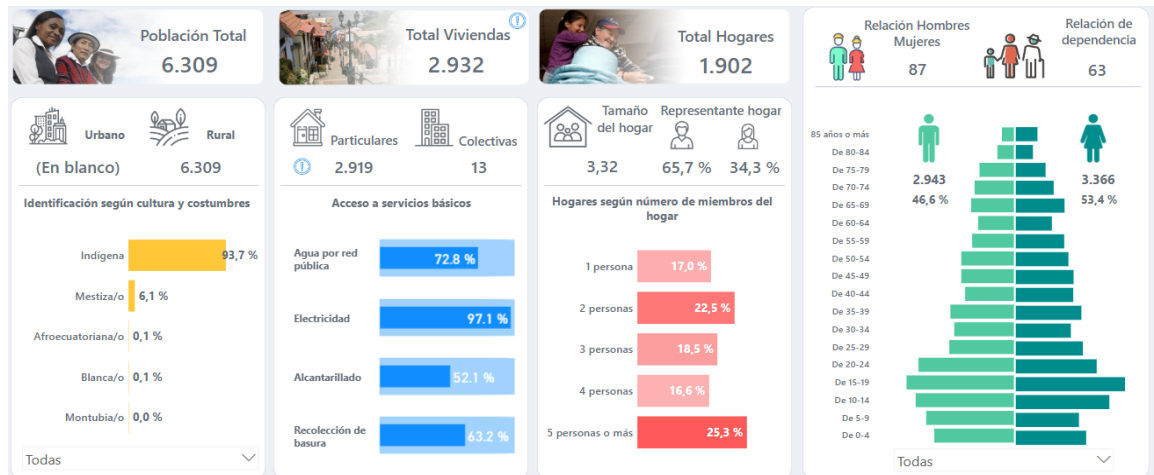 Población Total
6.309
Total Viviendas
2.932
Total Hogares
1.902
Relación Hombres
Mujeres
87
Relación de
dependencia
63
Urbano
(En blanco)
Rural
6.309
Identificación según cultura y costumbres
Indígena 93,7 %
Mestiza/o 6,1 %
Afroecuatoriana/o 0,1 %
Blanca/o 0,1 %
Montubia/o 0,0 %
Todas
Particulares
2.919
Colectivas
13
Acceso a servicios básicos
Agua por red
pública
72.8 %
Electricidad 97.1 %
Alcantarillado 52.1 %
Recolección de
basura
63.2 %
Tamaño
del hogar
3,32
Representante hogar
65,7 % 34,3 %
Hogares según número de miembros del
hogar
1 persona 17,0 %
2 personas 22,5 %
3 personas 18,5 %
4 personas 16,6 %
5 personas o más 25,3 %
85 años o más
De 80-84
De 75-79
De 70-74
De 65-69
De 60-64
De 55-59
De 50-54
De 45-49
De 40-44
De 35-39
De 30-34
De 25-29
De 20-24
De 15-19
De 10-14
De 5-9
De 0-4
2.943
46,6 %
3.366
53,4 %
Todas